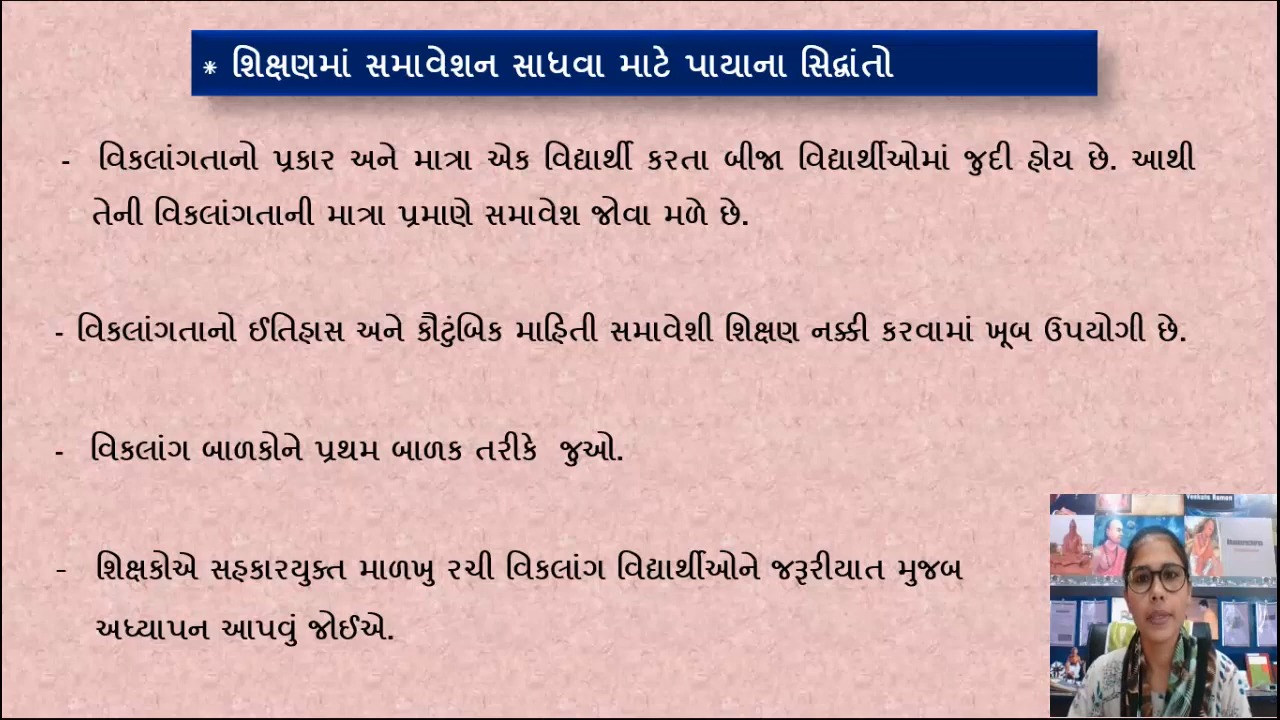 * શિક્ષણમાં સમાવેશન સાધવા માટે પાયાના સિદ્ધાંતો
- વિકલાંગતાનો પ્રકાર અને માત્રા એક વિદ્યાર્થી કરતા બીજા વિદ્યાર્થીઓમાં જુદી હોય છે. આથી
તેની વિકલાંગતાની માત્રા પ્રમાણે સમાવેશ જોવા મળે છે.
- વિકલાંગતાનો ઈતિહાસ અને કૌટુંબિક માહિતી સમાવેશી શિક્ષણ નક્કી કરવામાં ખૂબ ઉપયોગી છે.
- વિકલાંગ બાળકોને પ્રથમ બાળક તરીકે જુઓ.
- શિક્ષકોએ સહકારયુક્ત માળખુ રચી વિકલાંગ વિદ્યાર્થીઓને જરૂરીયાત મુજબ
અધ્યાપન આપવું જોઈએ.
Venkata Raman